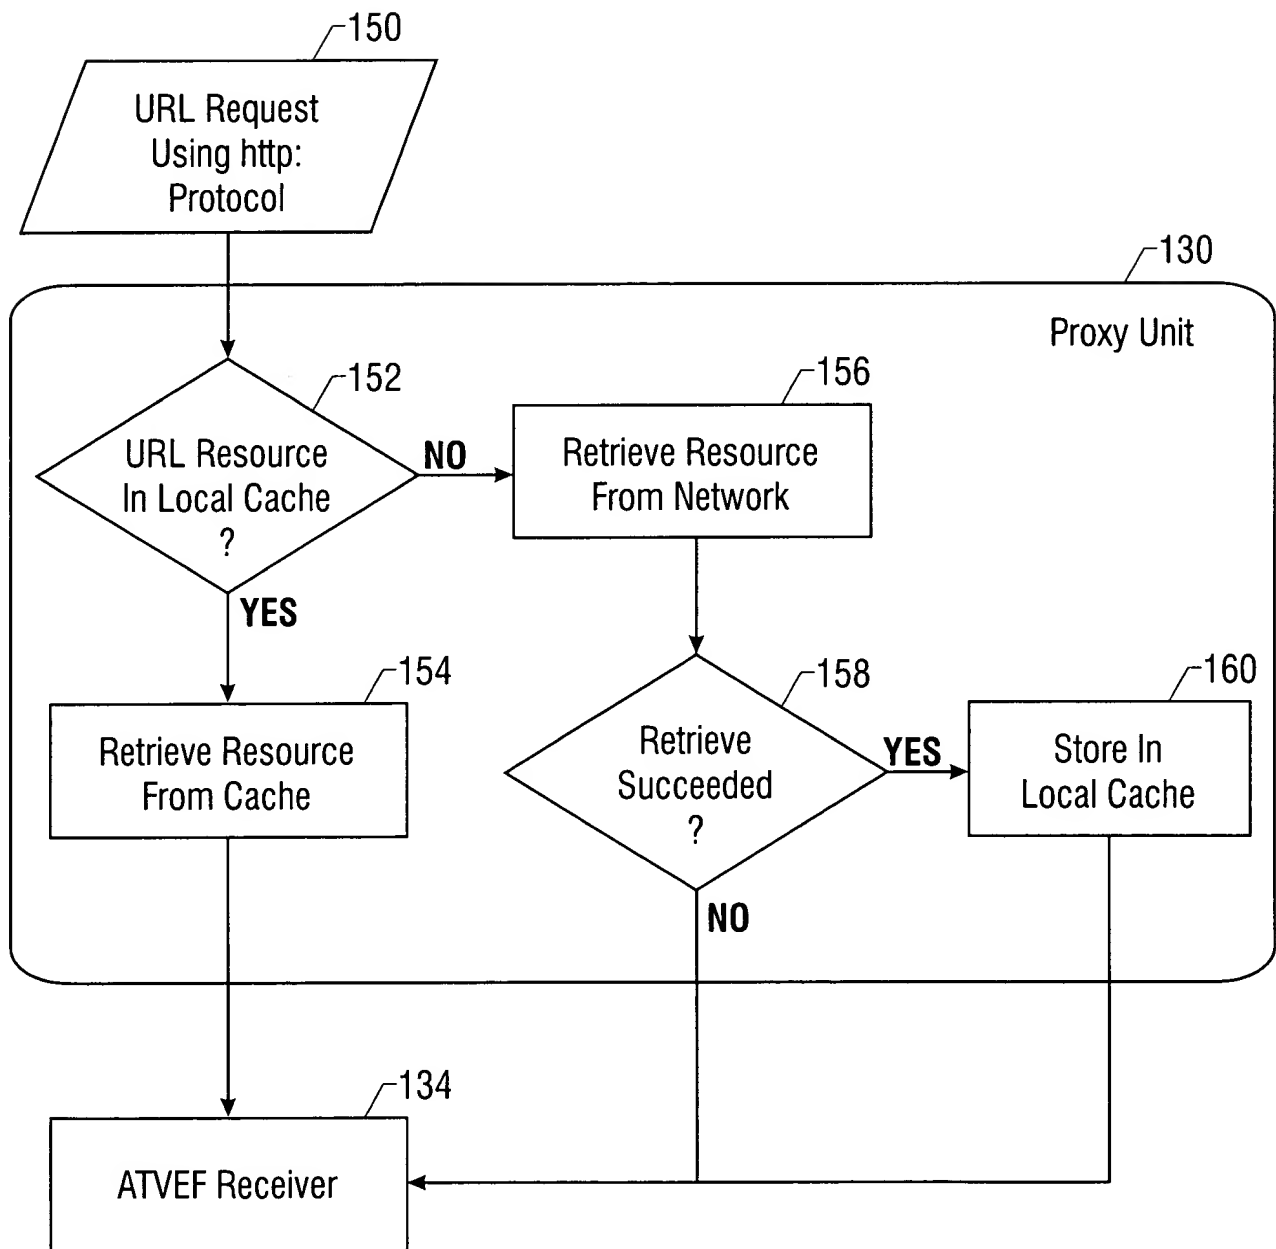 150
URL Request
Using http:
Protocol
130
Proxy Unit
152
URL Resource
In Local Cache
?
NO
YES
156
Retrieve Resource
From Network
154
Retrieve Resource
From Cache
158
Retrieve
Succeeded
?
YES
NO
160
Store In
Local Cache
134
ATVEF Receiver